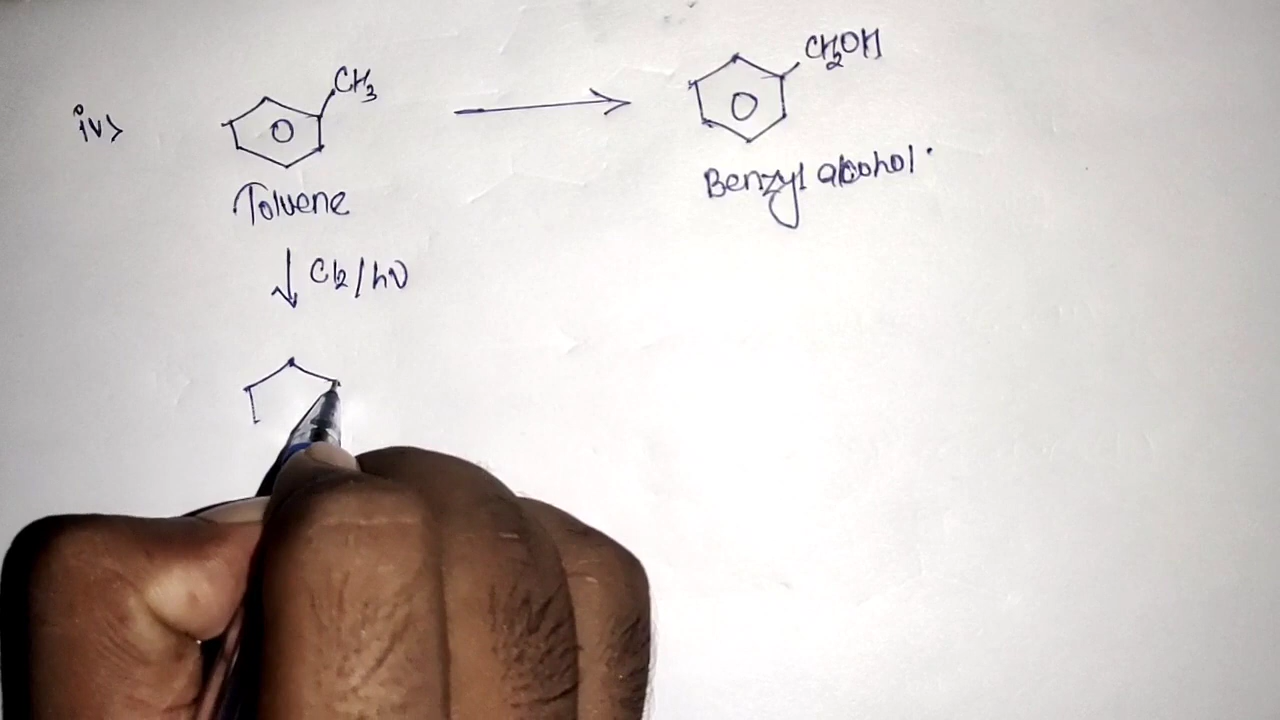 iv>
CH3
CH2OH
Toluene
Benzyl alcohol.
Cl2/hν